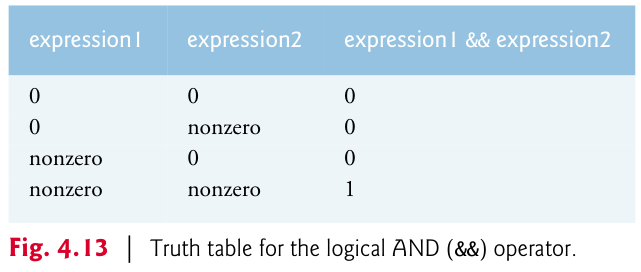 expression1 expression2 expression1 && expression2
0 0 0
0 nonzero 0
nonzero 0 0
nonzero nonzero 1
Fig. 4.13 | Truth table for the logical AND (&&) operator.